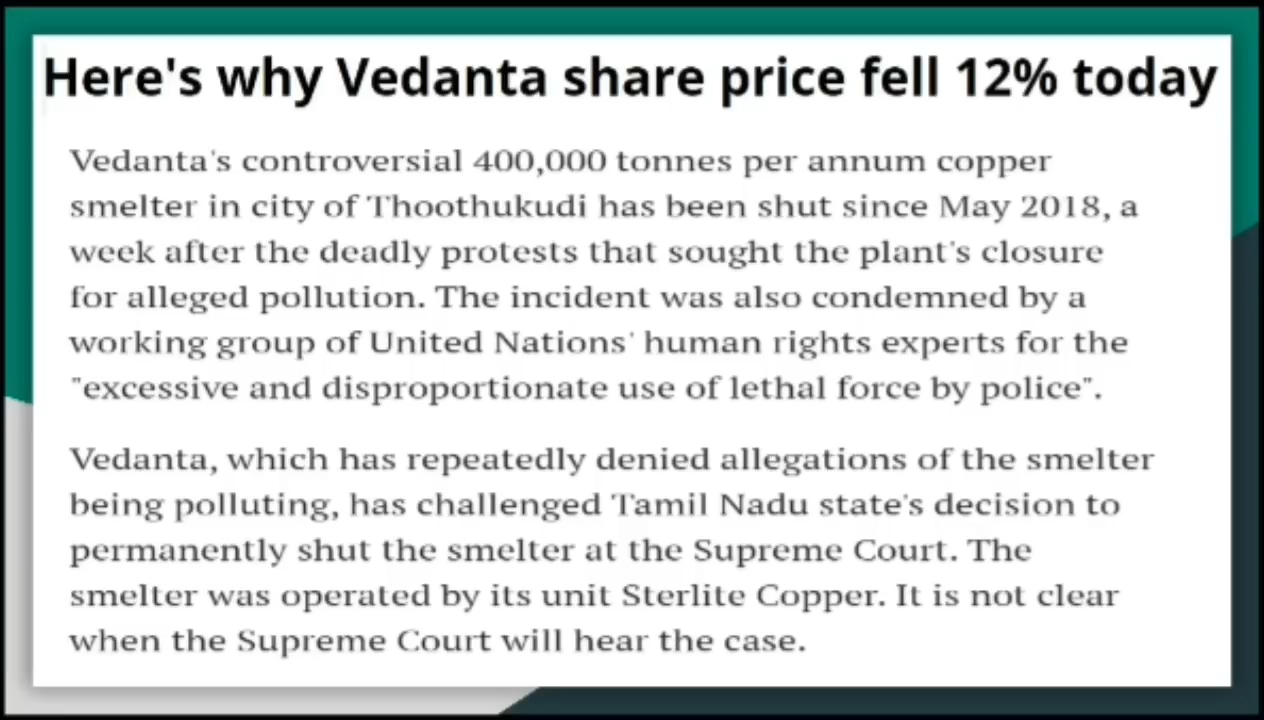 Here's why Vedanta share price fell 12% today
Vedanta's controversial 400,000 tonnes per annum copper
smelter in city of Thoothukudi has been shut since May 2018, a
week after the deadly protests that sought the plant's closure
for alleged pollution. The incident was also condemned by a
working group of United Nations' human rights experts for the
"excessive and disproportionate use of lethal force by police".
Vedanta, which has repeatedly denied allegations of the smelter
being polluting, has challenged Tamil Nadu state's decision to
permanently shut the smelter at the Supreme Court. The
smelter was operated by its unit Sterlite Copper. It is not clear
when the Supreme Court will hear the case.